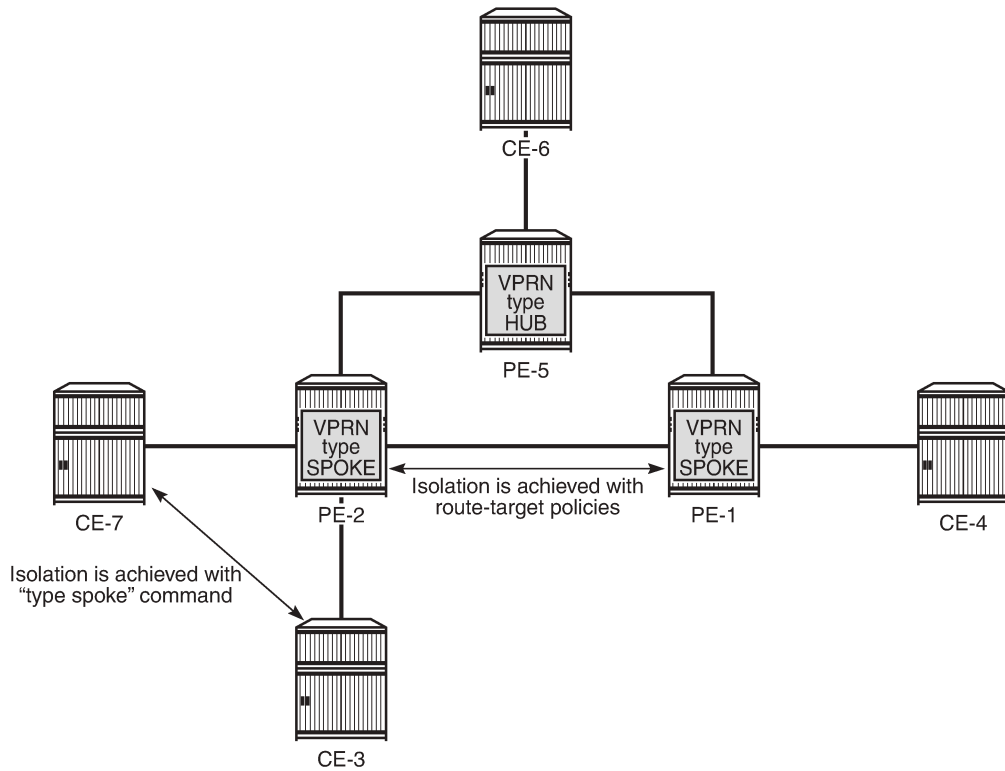 CE-6
VPRN
type
HUB
PE-5
VPRN
type
SPOKE
VPRN
type
SPOKE
Isolation is achieved with
route-target policies
CE-7
PE-2
PE-1
CE-4
Isolation is achieved with
“type spoke” command
CE-3